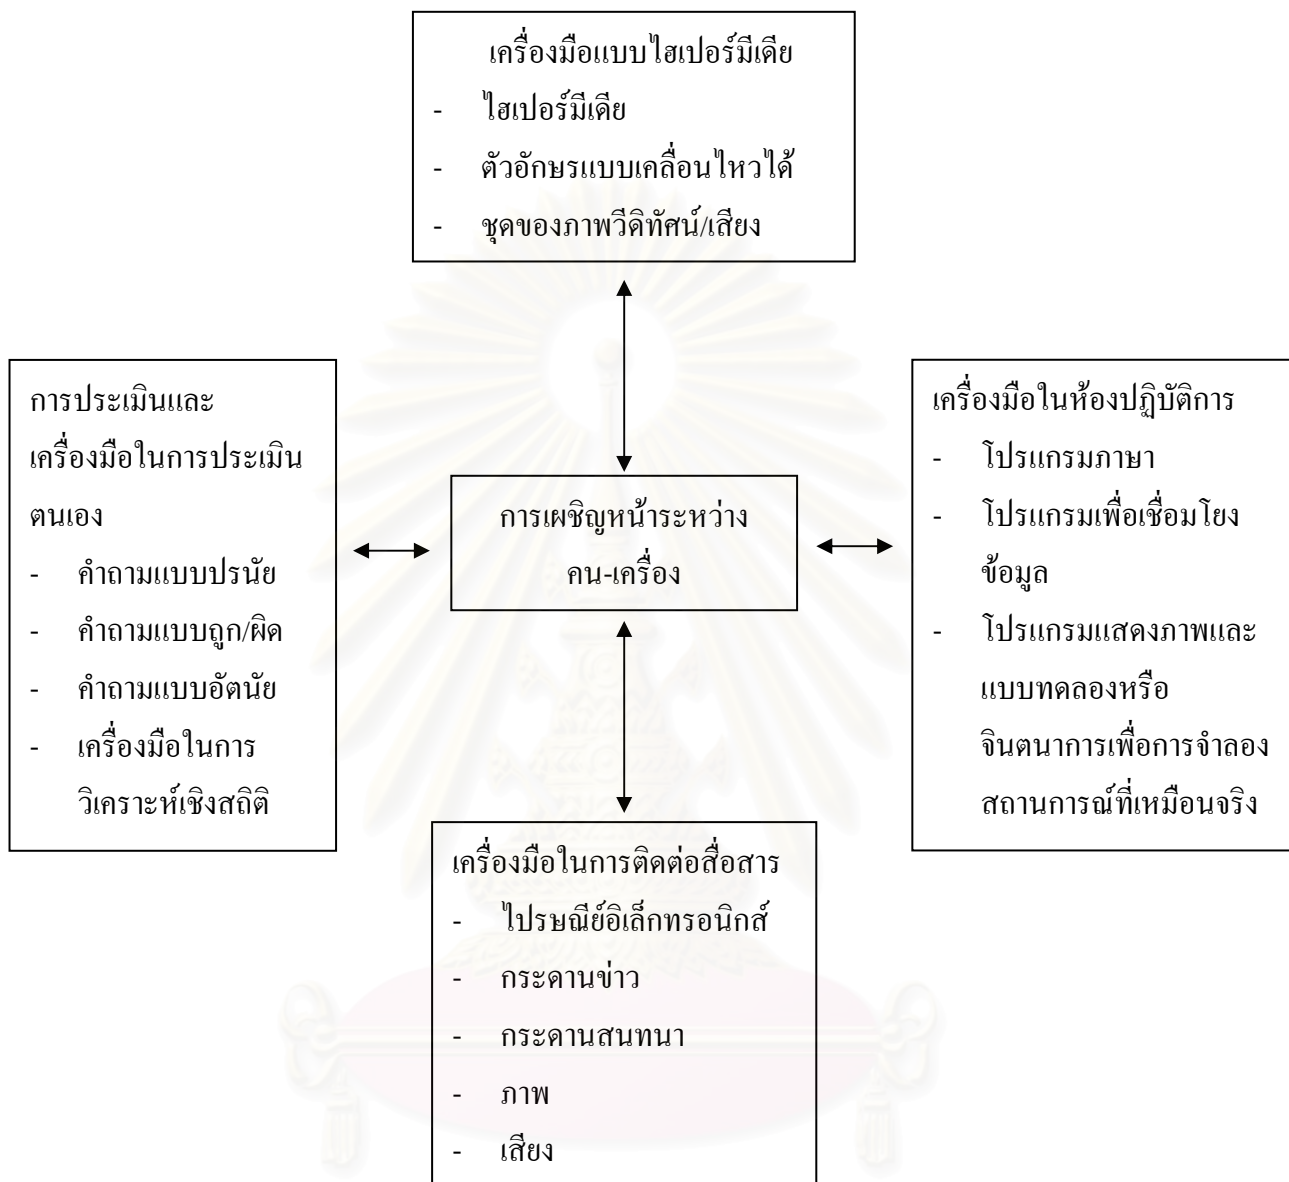 เครื่องมือแบบไฮเปอร์มีเดีย
- ไฮเปอร์มีเดีย
- ตัวอักษรแบบเคลื่อนไหวได้
- ชุดของภาพวีดิทัศน์/เสียง
การประเมินและ
เครื่องมือในการประเมิน
ตนเอง
- คำถามแบบปรนัย
- คำถามแบบถูก/ผิด
- คำถามแบบอัตนัย
- เครื่องมือในการ
วิเคราะห์เชิงสถิติ
การเผชิญหน้าระหว่าง
คน-เครื่อง
เครื่องมือในห้องปฏิบัติการ
- โปรแกรมภาษา
- โปรแกรมเพื่อเชื่อมโยง
ข้อมูล
- โปรแกรมแสดงภาพและ
แบบทดลองหรือ
จินตนาการเพื่อการจำลอง
สถานการณ์ที่เหมือนจริง
เครื่องมือในการติดต่อสื่อสาร
- ไปรษณีย์อิเล็กทรอนิกส์
- กระดานข่าว
- กระดานสนทนา
- ภาพ
- เสียง